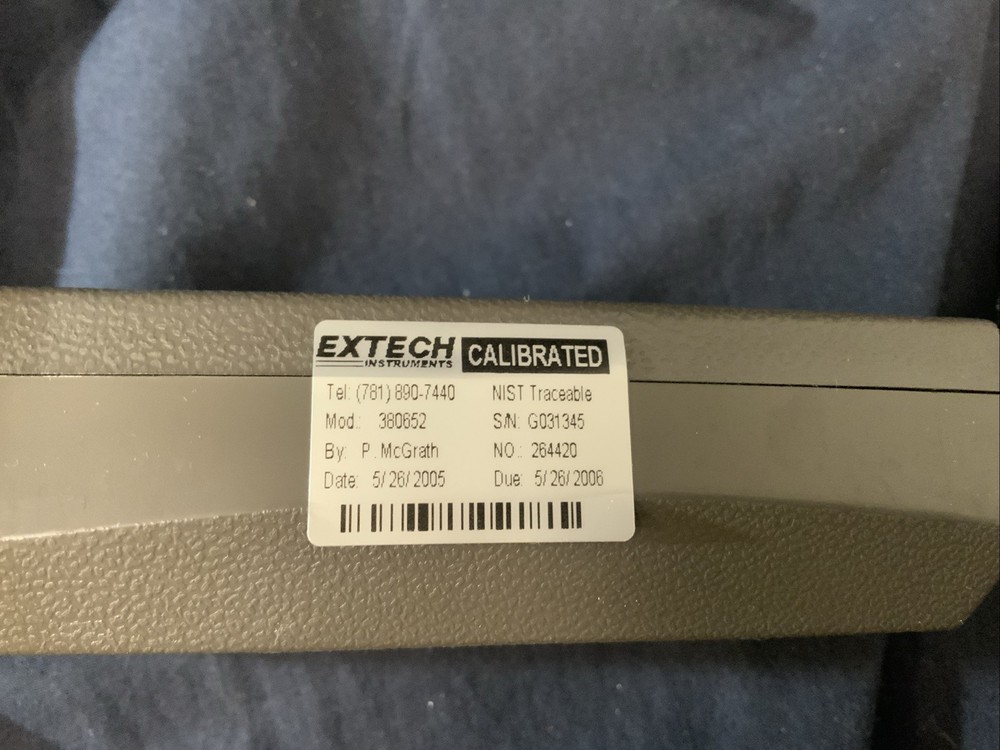 EXTECH INSTRUMENTS CALIBRATED
Tel: (781) 890-7440 NIST Traceable
Mod.: 380652 S/N: G031345
By: P. McGrath NO.: 264420
Date: 5/26/2005 Due: 5/26/2006